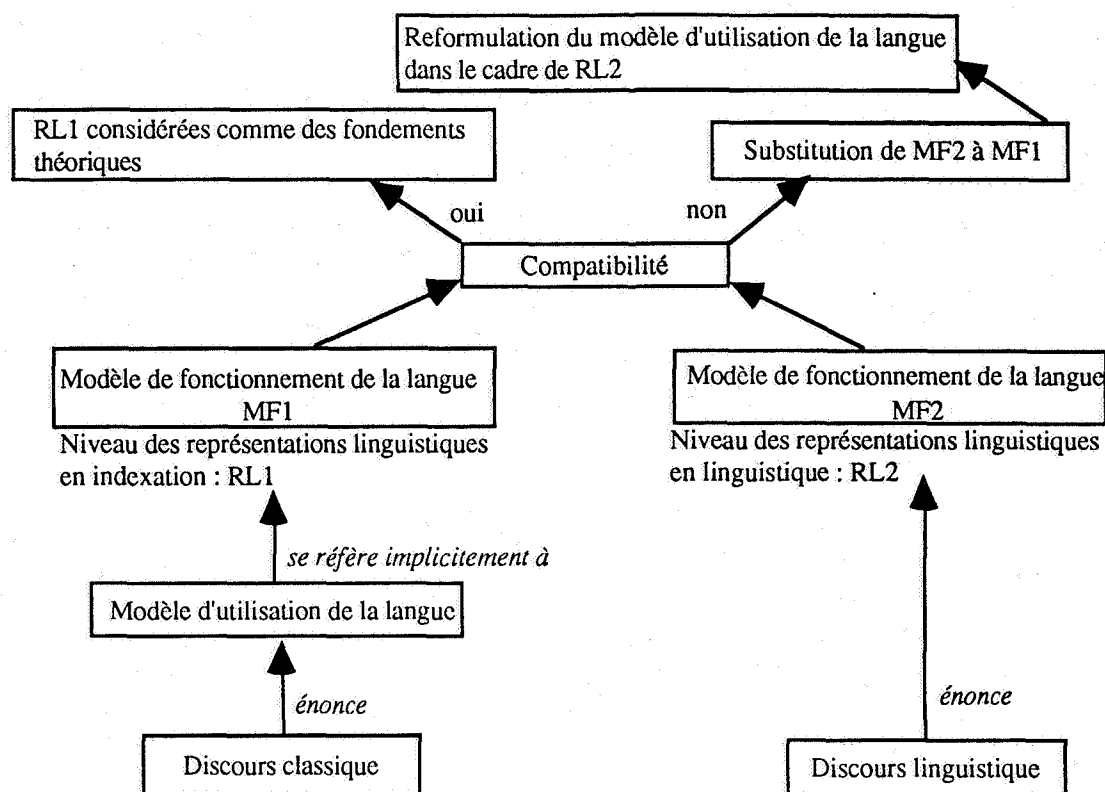 Reformulation du modèle d'utilisation de la langue
dans le cadre de RL2
RL1 considérées comme des fondements
théoriques
Substitution de MF2 à MF1
oui
non
Compatibilité
Modèle de fonctionnement de la langue
MF1
Modèle de fonctionnement de la langue
MF2
Niveau des représentations linguistiques
en indexation : RL1
Niveau des représentations linguistiques
en linguistique : RL2
se réfère implicitement à
Modèle d'utilisation de la langue
énonce
énonce
Discours classique
Discours linguistique